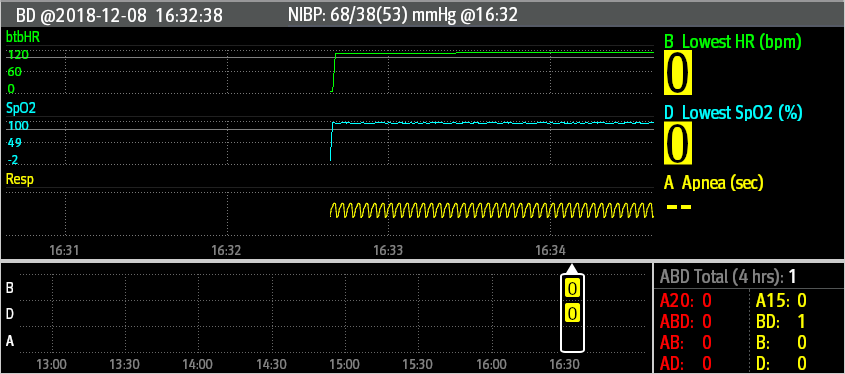 BD @2018-12-08 16:32:38 NIBP: 68/38(53) mmHg @16:32
btbHR
120
60
0
B Lowest HR (bpm)
0
SpO2
100
49
-2
D Lowest SpO2 (%)
0
Resp
A Apnea (sec)
--
16:31 16:32 16:33 16:34
B 0
D 0
A
13:00 13:30 14:00 14:30 15:00 15:30 16:00 16:30
ABD Total (4 hrs): 1
A20: 0 A15: 0
ABD: 0 BD: 1
AB: 0 B: 0
AD: 0 D: 0